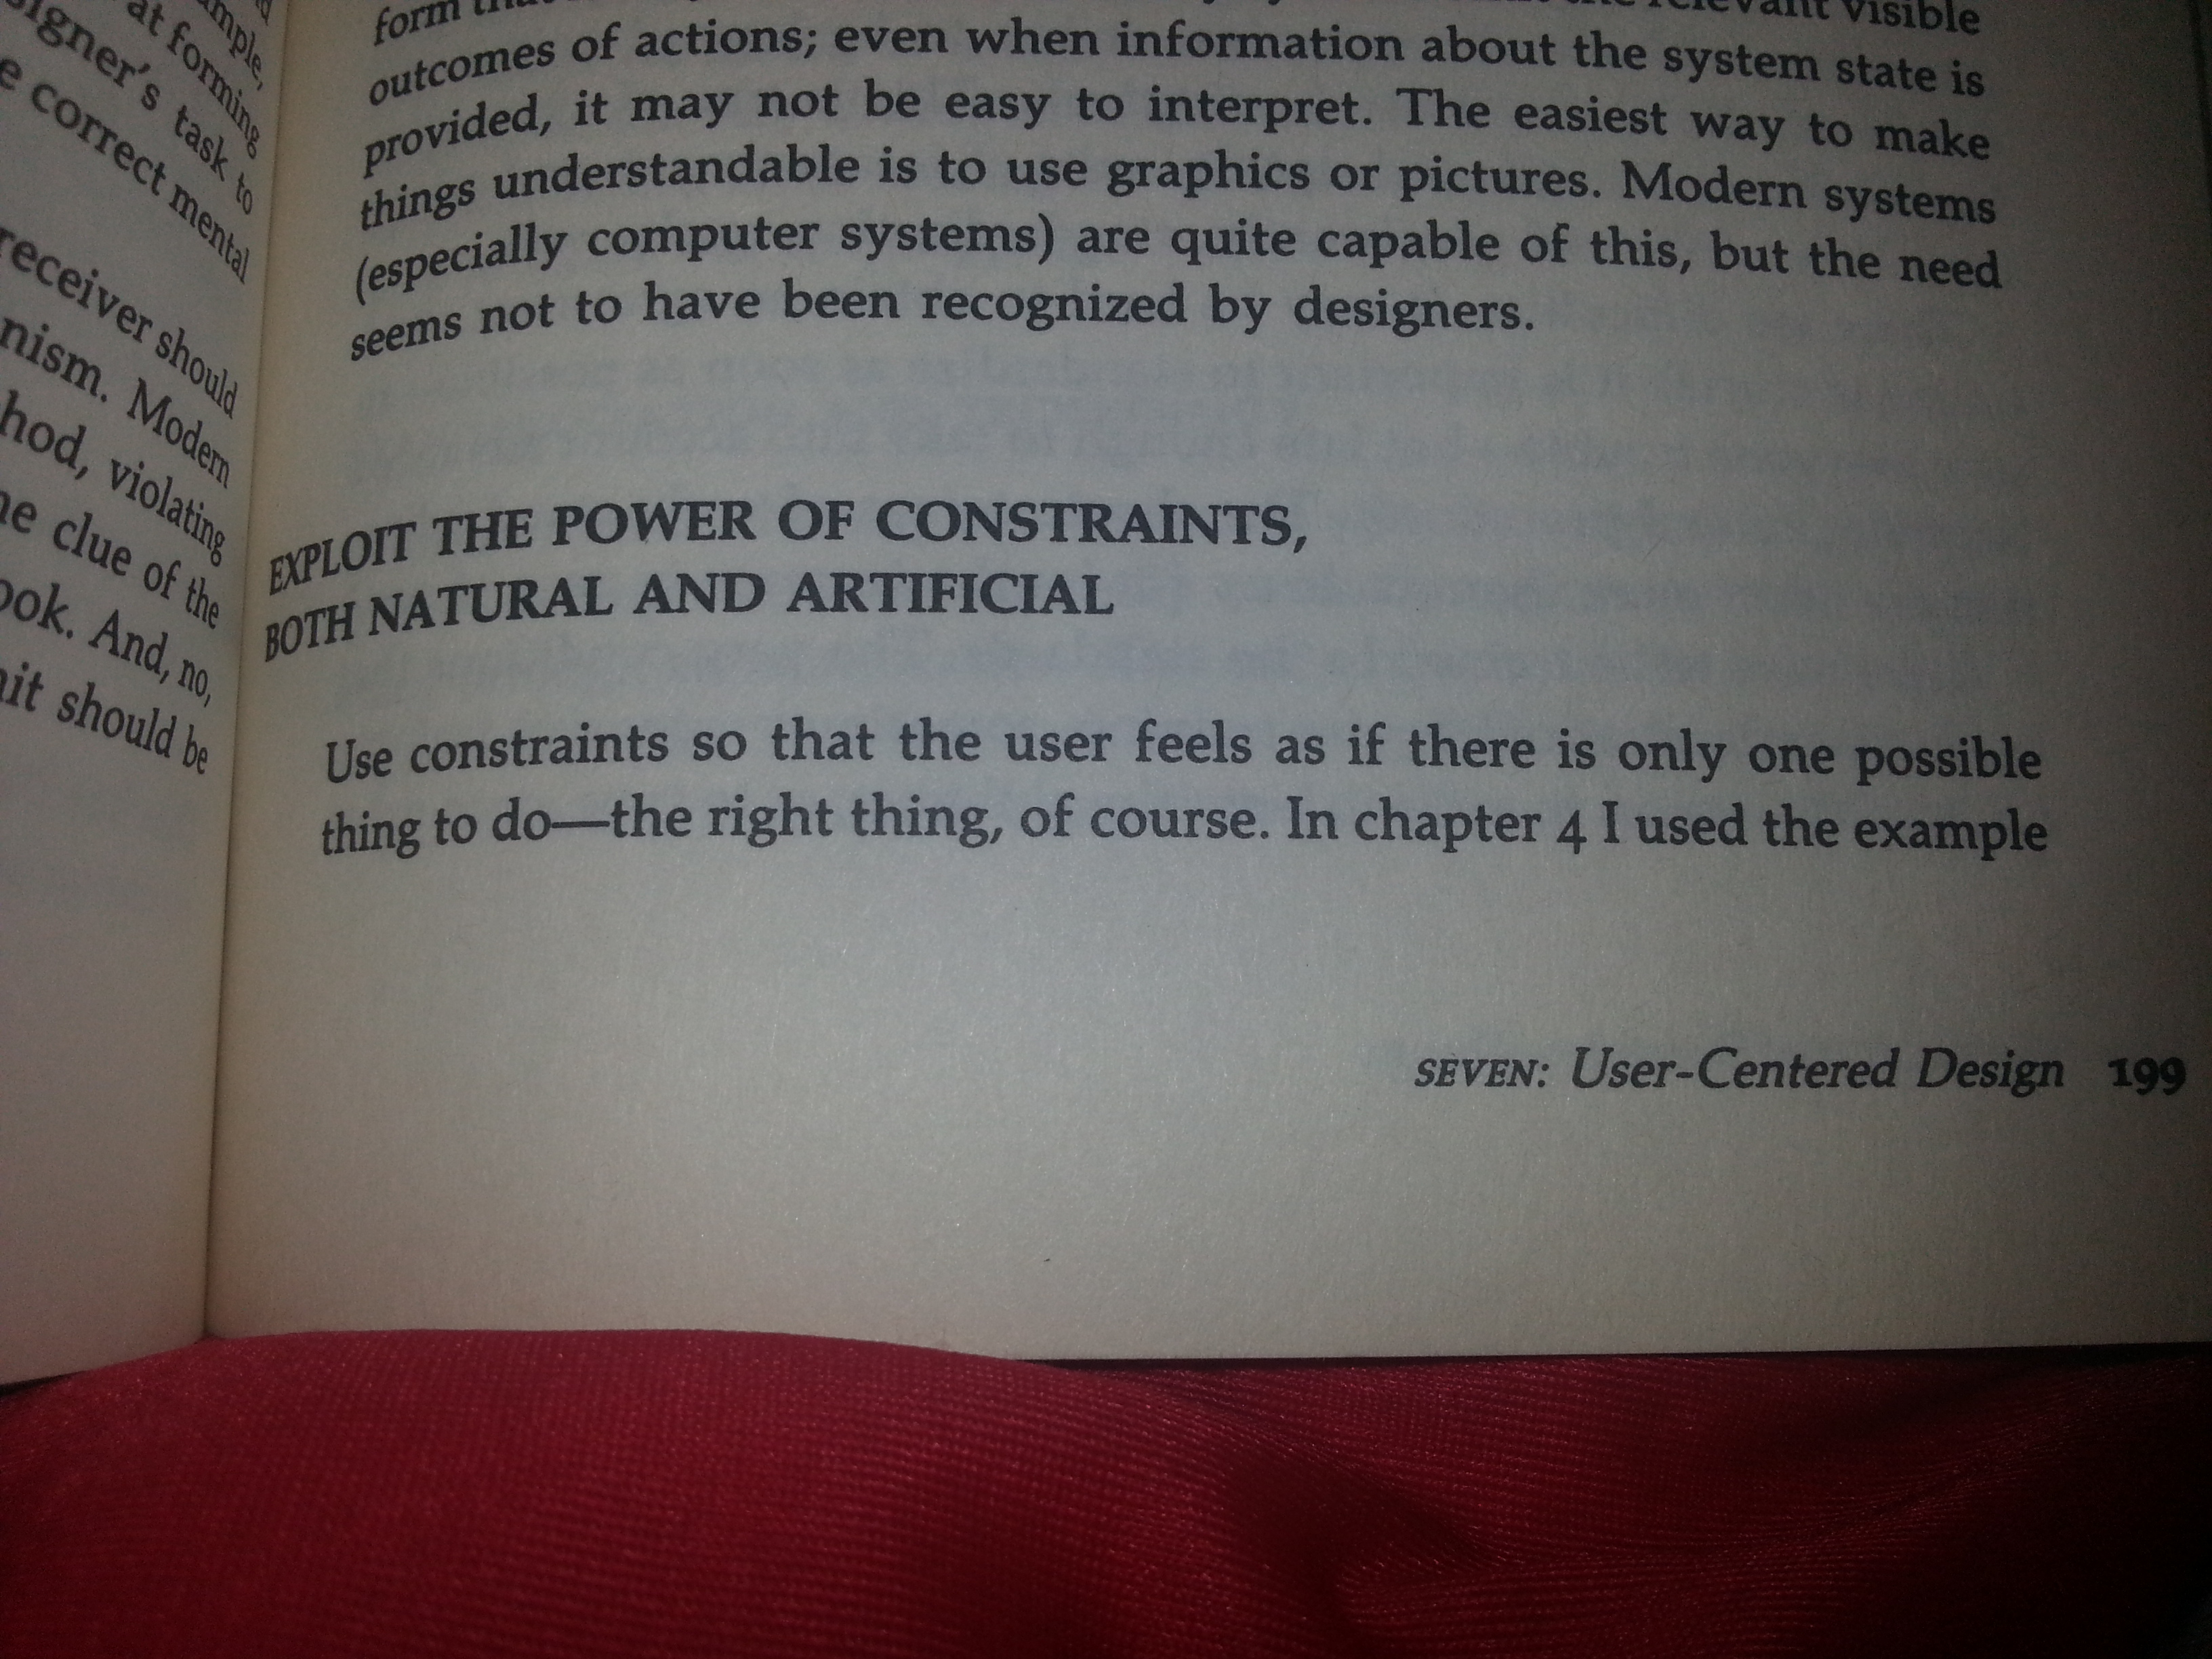 ample,
at forming
task to
correct mental
receiver should
nism. Modern
hod, violating
clue of the
ook. And, no,
should be
relevant visible
outcomes of actions; even when information about the system state is
provided, it may not be easy to interpret. The easiest way to make
things understandable is to use graphics or pictures. Modern systems
(especially computer systems) are quite capable of this, but the need
seems not to have been recognized by designers.
EXPLOIT THE POWER OF CONSTRAINTS,
BOTH NATURAL AND ARTIFICIAL
Use constraints so that the user feels as if there is only one possible
thing to do—the right thing, of course. In chapter 4 I used the example
SEVEN: User-Centered Design 199